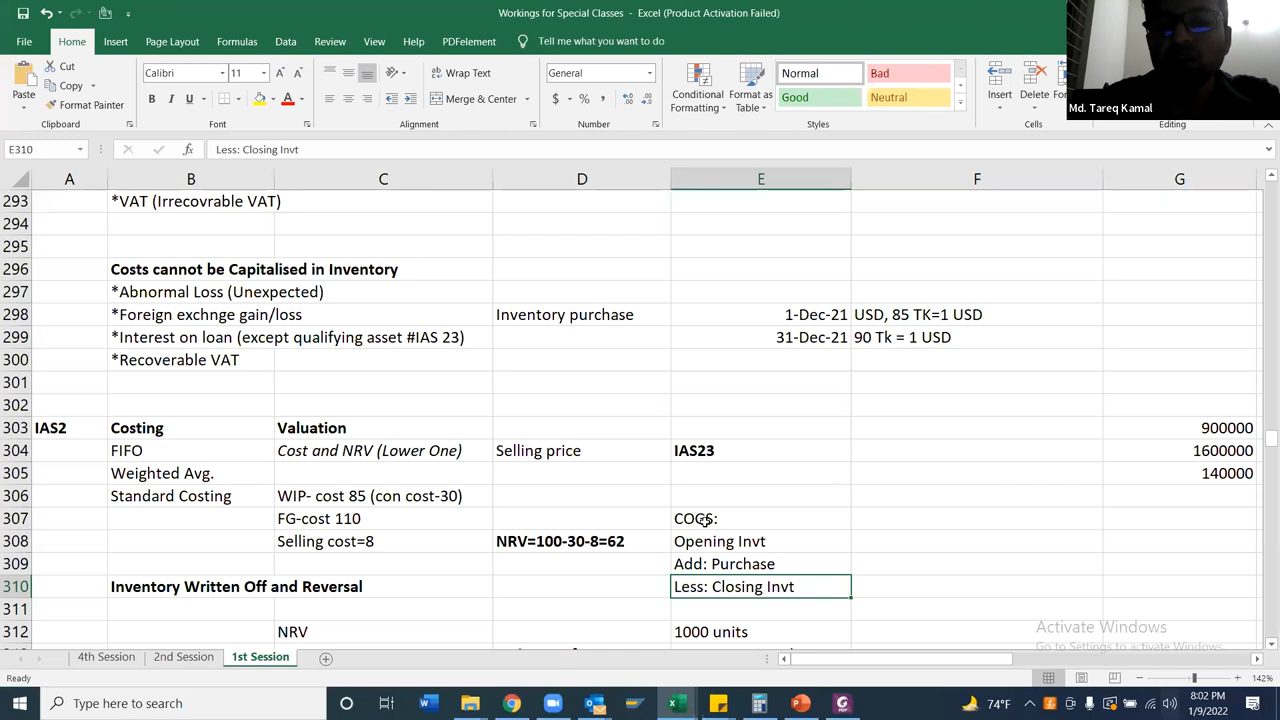 Workings for Special Classes - Excel (Product Activation Failed)
File Home Insert Page Layout Formulas Data Review View Help PDFelement Tell me what you want to do
Cut
Copy
Format Painter
Paste
Clipboard
Calibri 11
B I U
Font
Wrap Text
Merge & Center
Alignment
General
$ % ,
Number
Conditional Formatting
Format as Table
Normal Bad
Good Neutral
Styles
Insert Delete
Cells
Editing
Md. Tareq Kamal
E310 fx Less: Closing Invt
A B C D E F G
293 *VAT (Irrecovrable VAT)
294
295
296 Costs cannot be Capitalised in Inventory
297 *Abnormal Loss (Unexpected)
298 *Foreign exchnge gain/loss Inventory purchase 1-Dec-21 USD, 85 TK=1 USD
299 *Interest on loan (except qualifying asset #IAS 23) 31-Dec-21 90 Tk = 1 USD
300 *Recoverable VAT
301
302
303 IAS2 Costing Valuation 900000
304 FIFO Cost and NRV (Lower One) Selling price IAS23 1600000
305 Weighted Avg. 140000
306 Standard Costing WIP- cost 85 (con cost-30)
307 FG-cost 110 COGS:
308 Selling cost=8 NRV=100-30-8=62 Opening Invt
309 Add: Purchase
310 Inventory Written Off and Reversal Less: Closing Invt
311
312 NRV 1000 units
Activate Windows
Go to Settings to activate Windows.
4th Session 2nd Session 1st Session
Ready 142%
Type here to search
74°F
8:02 PM
1/9/2022